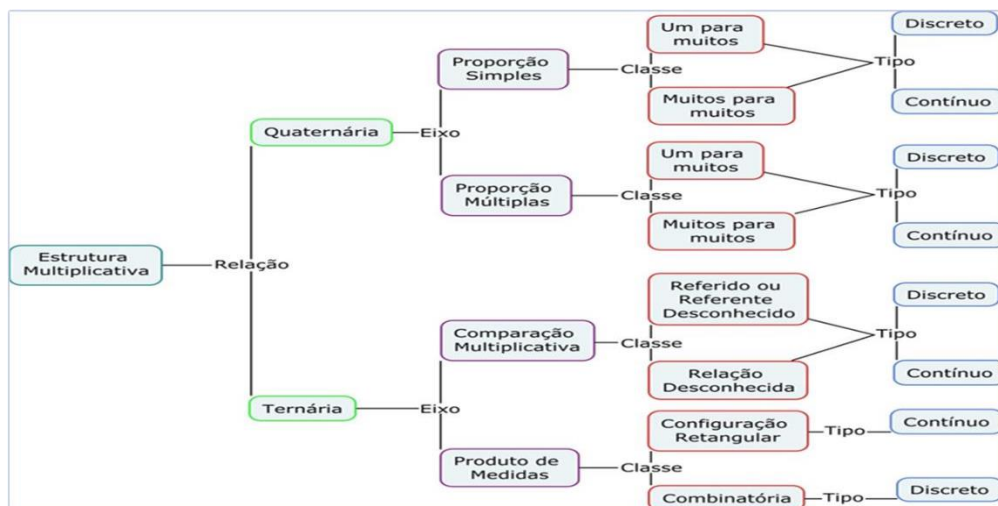 Estrutura
Multiplicativa
Relação
Quaternária
Eixo
Proporção
Simples
Classe
Um para
muitos
Muitos para
muitos
Tipo
Discreto
Contínuo
Proporção
Múltiplas
Classe
Um para
muitos
Muitos para
muitos
Tipo
Discreto
Contínuo
Ternária
Eixo
Comparação
Multiplicativa
Classe
Referido ou
Referente
Desconhecido
Relação
Desconhecida
Tipo
Discreto
Contínuo
Produto de
Medidas
Classe
Configuração
Retangular
Tipo
Contínuo
Combinatória
Tipo
Discreto